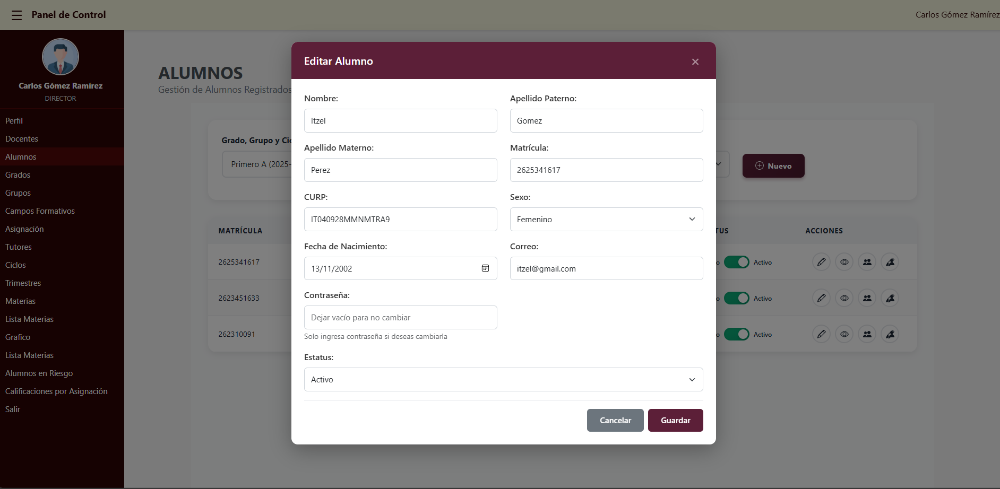 Panel de Control
Carlos Gómez Ramírez
Carlos Gómez Ramírez
DIRECTOR
Perfil
Docentes
Alumnos
Grados
Grupos
Campos Formativos
Asignación
Tutores
Ciclos
Trimestres
Materias
Lista Materias
Grafico
Lista Materias
Alumnos en Riesgo
Calificaciones por Asignación
Salir
ALUMNOS
Gestión de Alumnos Registrados
Grado, Grupo y Cic
Primero A (2025-
Nuevo
MATRÍCULA
TUS
ACCIONES
2625341617
o Activo
2623451633
o Activo
262310091
o Activo
Editar Alumno
Nombre:
Itzel
Apellido Paterno:
Gomez
Apellido Materno:
Perez
Matrícula:
2625341617
CURP:
IT040928MMNMTRA9
Sexo:
Femenino
Fecha de Nacimiento:
13/11/2002
Correo:
itzel@gmail.com
Contraseña:
Dejar vacío para no cambiar
Solo ingresa contraseña si deseas cambiarla
Estatus:
Activo
Cancelar
Guardar